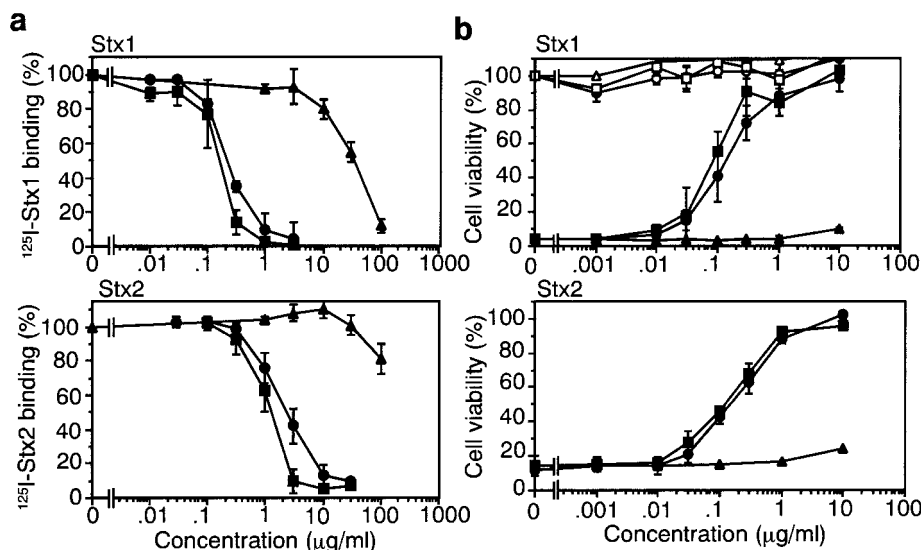 a
Stx1
¹²⁵I-Stx1 binding (%)
100
80
60
40
20
0
0 .01 .1 1 10 100 1000
Stx2
¹²⁵I-Stx2 binding (%)
100
80
60
40
20
0
0 .01 .1 1 10 100 1000
Concentration (μg/ml)
b
Stx1
Cell viability (%)
100
80
60
40
20
0
0 .001 .01 .1 1 10 100
Stx2
Cell viability (%)
100
80
60
40
20
0
0 .001 .01 .1 1 10 100
Concentration (μg/ml)